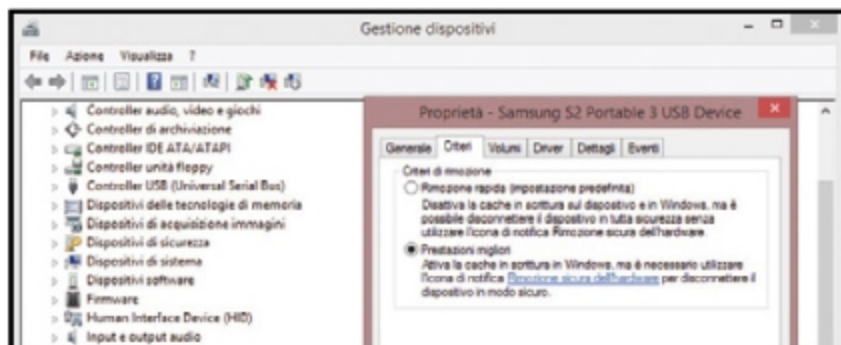 Gestione dispositivi
File Azione Visualizza ?
Controller audio, video e giochi
Controller di archiviazione
Controller IDE ATA/ATAPI
Controller unità floppy
Controller USB (Universal Serial Bus)
Dispositivi delle tecnologie di memoria
Dispositivi di acquisizione immagini
Dispositivi di sicurezza
Dispositivi di sistema
Dispositivi software
Firmware
Human Interface Device (HID)
Input e output audio
Proprietà - Samsung S2 Portable 3 USB Device
Generale Criteri Volumi Driver Dettagli Eventi
Criteri di rimozione
Rimozione rapida (impostazione predefinita)
Disattiva la cache in scrittura sul dispositivo e in Windows, ma è
possibile disconnettere il dispositivo in tutta sicurezza senza
utilizzare l'icona di notifica Rimozione sicura dell'hardware.
Prestazioni migliori
Attiva la cache in scrittura in Windows, ma è necessario utilizzare
l'icona di notifica Rimozione sicura dell'hardware per disconnettere il
dispositivo in modo sicuro.